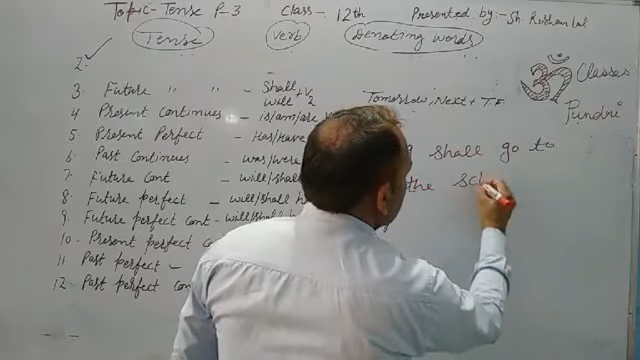 Topic- Tense P-3 Class- 12th Presented by:- Sh. Rishan Lal
Tense verb Denoting words
2.
3. Future " " - Shall will + V 2 Tomorrow, Next + T
4 Present Continues - is/am/are
5. Present Perfect - Has/Have
6 Past Continues - was/were
7 Future Cont - will/shall
8 Future perfect - will/shall
9 Future perfect cont - will/shall
10- Present perfect
11 Past perfect -
12 Past perfect con
shall go to
the sch
ॐ Classes
Pundri